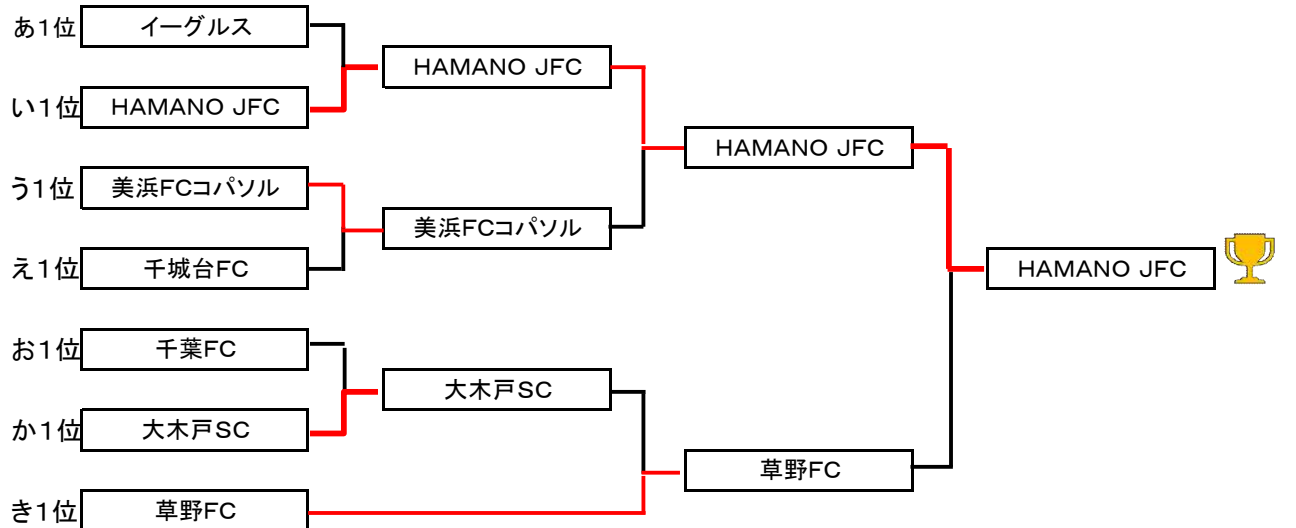 あ1位 イーグルス
HAMANO JFC
い1位 HAMANO JFC
HAMANO JFC
う1位 美浜FCコパソル
美浜FCコパソル
え1位 千城台FC
HAMANO JFC
お1位 千葉FC
大木戸SC
か1位 大木戸SC
草野FC
き1位 草野FC